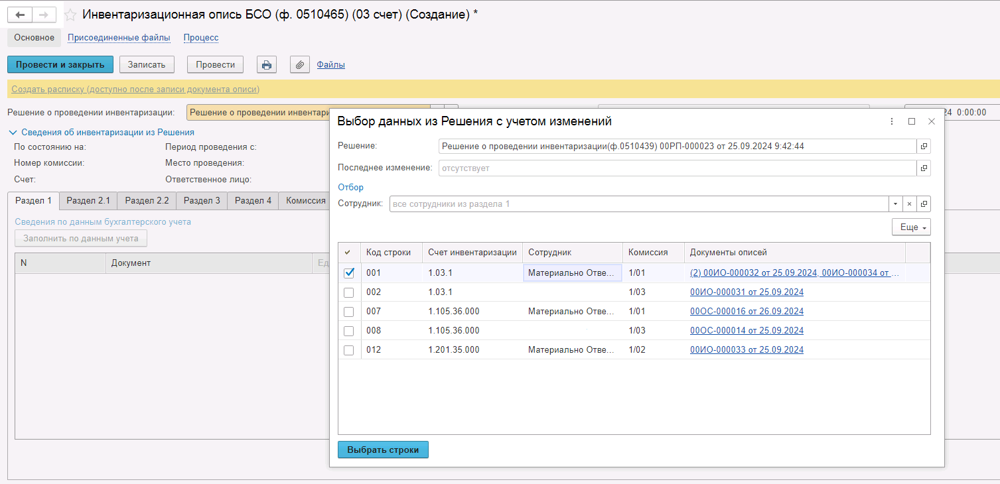 Инвентаризационная опись БСО (ф. 0510465) (03 счет) (Создание) *
Основное Присоединенные файлы Процесс
Провести и закрыть Записать Провести Файлы
Создать расписку (доступно после записи документа описи)
Решение о проведении инвентаризации: Решение о проведении 24 0:00:00
Сведения об инвентаризации из Решения
По состоянию на: Период проведения с:
Номер комиссии: Место проведения:
Счет: Ответственное лицо:
Раздел 1 Раздел 2.1 Раздел 2.2 Раздел 3 Раздел 4 Комиссия
Сведения по данным бухгалтерского учета
Заполнить по данным учета
N Документ Ед
Выбор данных из Решения с учетом изменений
Решение: Решение о проведении инвентаризации(ф.0510439) 00РП-000023 от 25.09.2024 9:42:44
Последнее изменение: отсутствует
Отбор
Сотрудник: все сотрудники из раздела 1
Еще
Код строки Счет инвентаризации Сотрудник Комиссия Документы описей
001 1.03.1 Материально Отве... 1/01 (2) 00ИО-000032 от 25.09.2024, 00ИО-000034 от ...
002 1.03.1 1/03 00ИО-000031 от 25.09.2024
007 1.105.36.000 Материально Отве... 1/01 00ОС-000016 от 26.09.2024
008 1.105.36.000 1/03 00ОС-000014 от 25.09.2024
012 1.201.35.000 Материально Отве... 1/02 00ИО-000033 от 25.09.2024
Выбрать строки